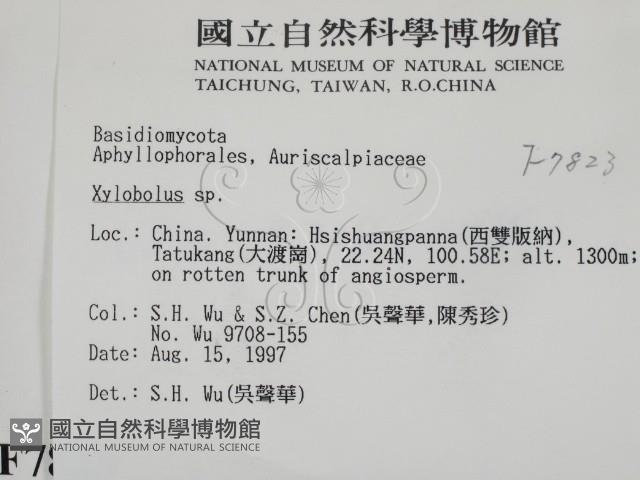 國立自然科學博物館
NATIONAL MUSEUM OF NATURAL SCIENCE
TAICHUNG, TAIWAN, R.O.CHINA
Basidiomycota
Aphyllophorales, Auriscalpiaceae
F-7823
Xylobolus sp.
Loc.: China. Yunnan: Hsishuangpanna(西雙版納),
Tatukang(大渡崗), 22.24N, 100.58E; alt. 1300m;
on rotten trunk of angiosperm.
Col.: S.H. Wu & S.Z. Chen(吳聲華,陳秀珍)
No. Wu 9708-155
Date: Aug. 15, 1997
Det.: S.H. Wu(吳聲華)
國立自然科學博物館
NATIONAL MUSEUM OF NATURAL SCIENCE